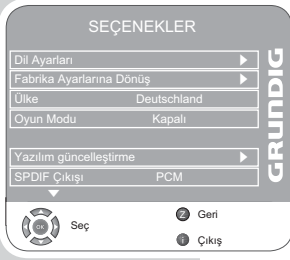 SEÇENEKLER
Dil Ayarları
Fabrika Ayarlarına Dönüş
Ülke Deutschland
Oyun Modu Kapalı
Yazılım güncelleştirme
SPDIF Çıkışı PCM
GRUNDIG
OK Seç
Z Geri
i Çıkış